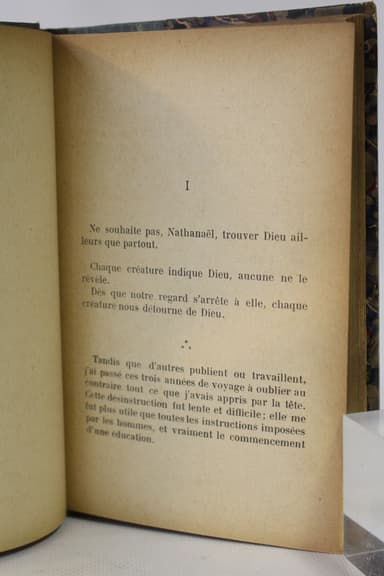 I
Ne souhaite pas, Nathanaël, trouver Dieu ail-
leurs que partout.
Chaque créature indique Dieu, aucune ne le
révèle.
Dès que notre regard s'arrête à elle, chaque
créature nous détourne de Dieu.
Tandis que d'autres publient ou travaillent,
j'ai passé ces trois années de voyage à oublier au
contraire tout ce que j'avais appris par la tête.
Cette désinstruction fut lente et difficile ; elle me
fut plus utile que toutes les instructions imposées
par les hommes, et vraiment le commencement
d'une éducation.